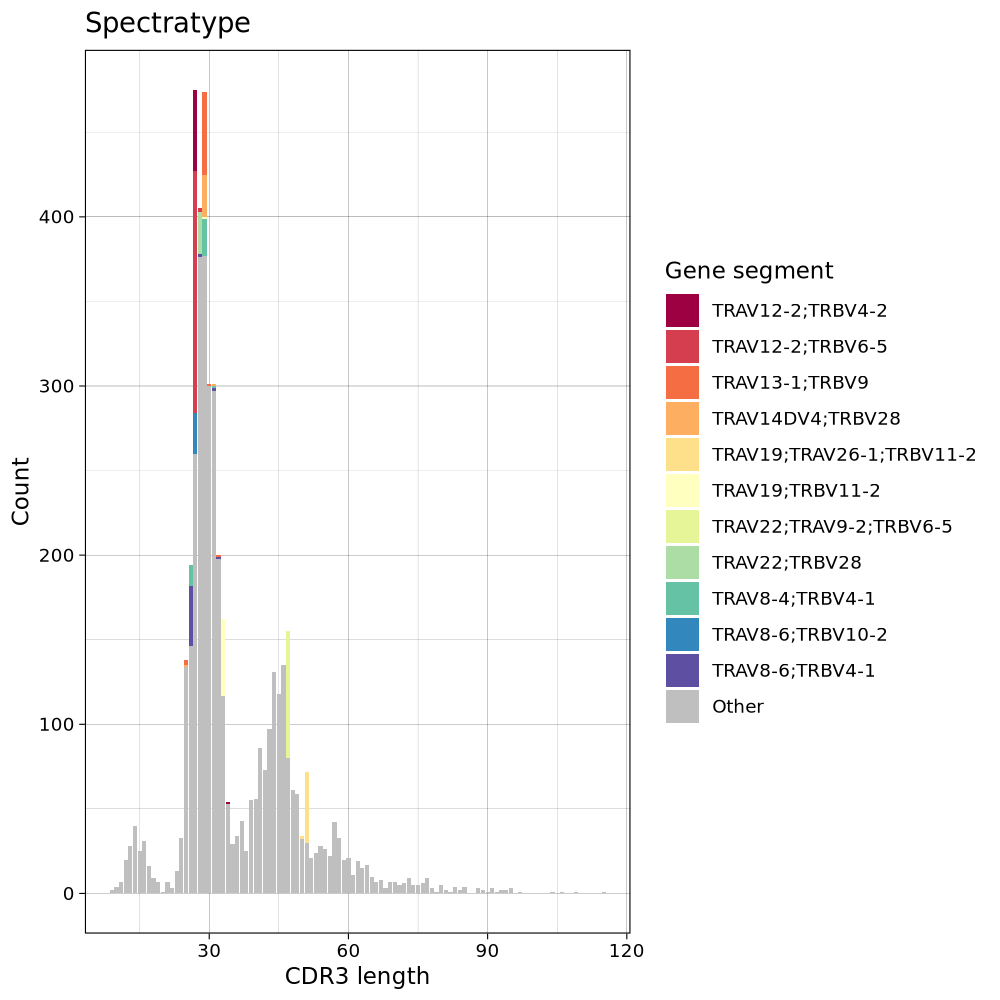 Spectratype
400
300
200
100
0
Count
30
60
90
120
CDR3 length
Gene segment
TRAV12-2;TRBV4-2
TRAV12-2;TRBV6-5
TRAV13-1;TRBV9
TRAV14DV4;TRBV28
TRAV19;TRAV26-1;TRBV11-2
TRAV19;TRBV11-2
TRAV22;TRAV9-2;TRBV6-5
TRAV22;TRBV28
TRAV8-4;TRBV4-1
TRAV8-6;TRBV10-2
TRAV8-6;TRBV4-1
Other